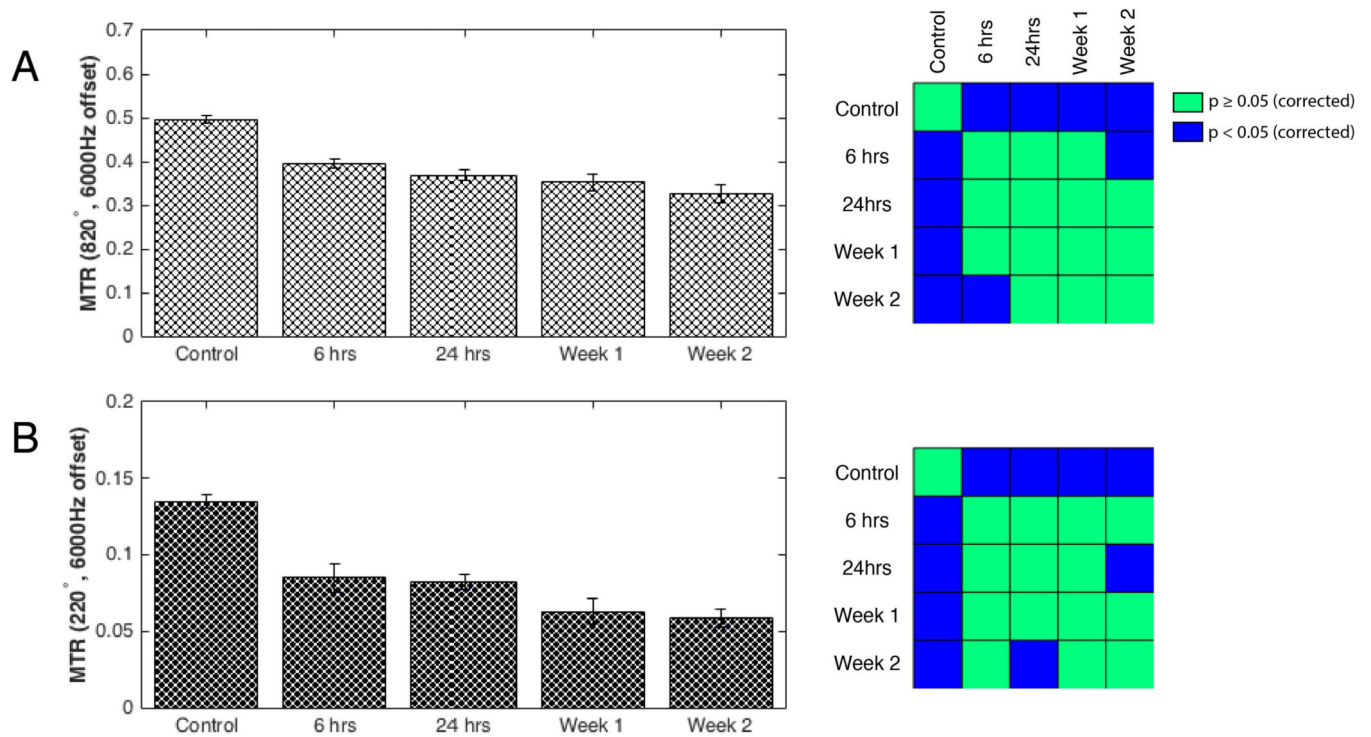 A
MTR (820°, 6000Hz offset)
0.7
0.6
0.5
0.4
0.3
0.2
0.1
0
Control 6 hrs 24 hrs Week 1 Week 2
Control 6 hrs 24hrs Week 1 Week 2
Control
6 hrs
24hrs
Week 1
Week 2
p ≥ 0.05 (corrected)
p < 0.05 (corrected)
B
MTR (220°, 6000Hz offset)
0.2
0.15
0.1
0.05
0
Control 6 hrs 24 hrs Week 1 Week 2
Control
6 hrs
24hrs
Week 1
Week 2